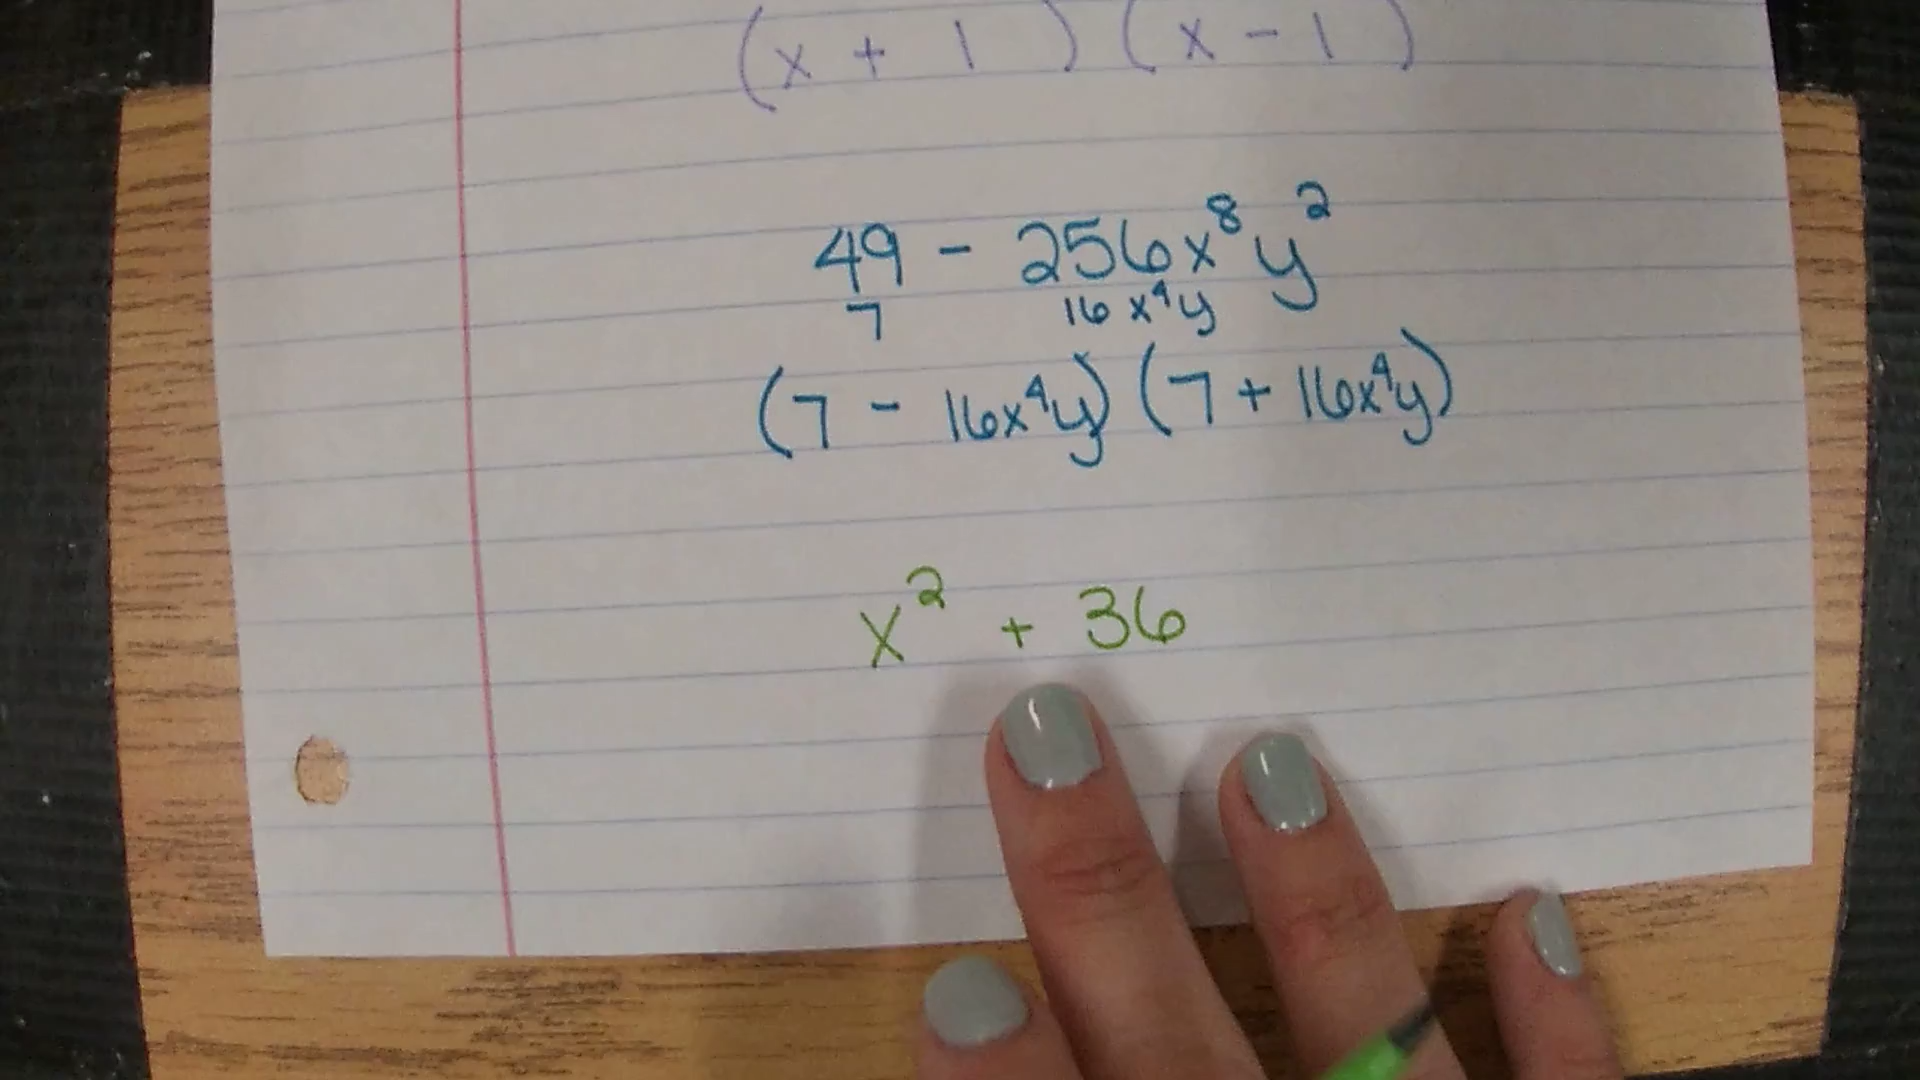 (x + 1) (x - 1)
49 - 256x⁸y²
7 16x⁴y
(7 - 16x⁴y) (7 + 16x⁴y)
x² + 36